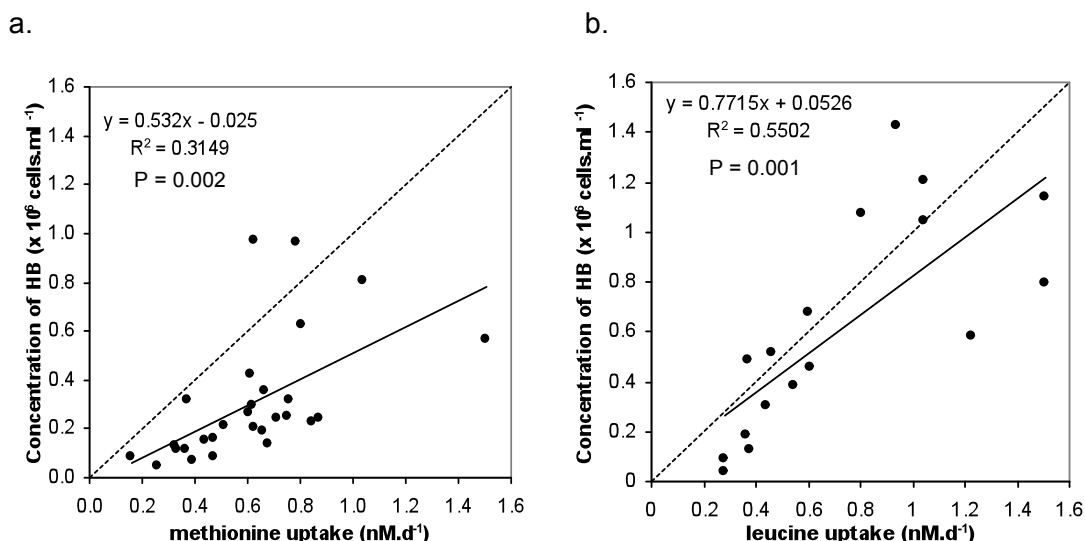 a.
b.
y = 0.532x - 0.025
R² = 0.3149
P = 0.002
Concentration of HB (x 10⁶ cells.ml⁻¹)
1.6
1.4
1.2
1.0
0.8
0.6
0.4
0.2
0.0
0.0 0.2 0.4 0.6 0.8 1.0 1.2 1.4 1.6
methionine uptake (nM.d⁻¹)
y = 0.7715x + 0.0526
R² = 0.5502
P = 0.001
Concentration of HB (x 10⁶ cells.ml⁻¹)
1.6
1.4
1.2
1
0.8
0.6
0.4
0.2
0
0 0.2 0.4 0.6 0.8 1 1.2 1.4 1.6
leucine uptake (nM.d⁻¹)